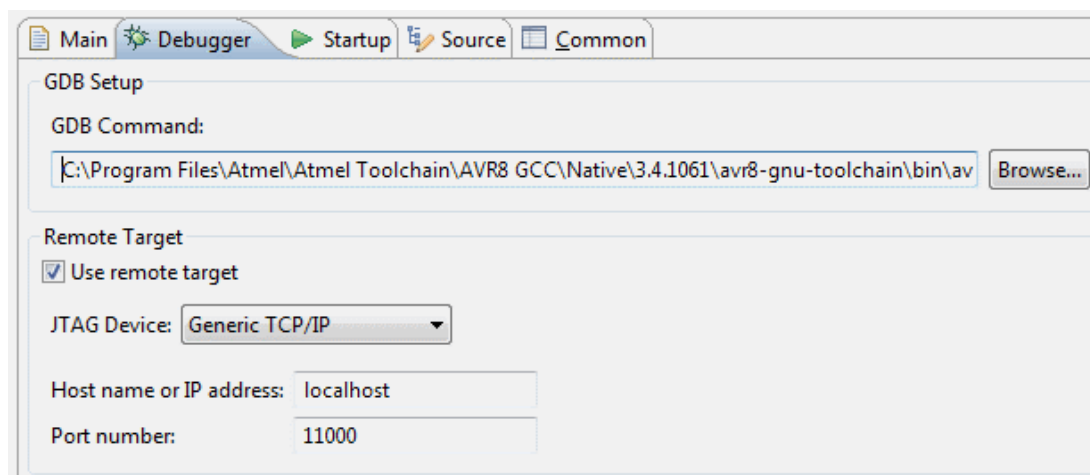 Main Debugger Startup Source Common
GDB Setup
GDB Command:
C:\Program Files\Atmel\Atmel Toolchain\AVR8 GCC\Native\3.4.1061\avr8-gnu-toolchain\bin\av Browse...
Remote Target
Use remote target
JTAG Device: Generic TCP/IP
Host name or IP address: localhost
Port number: 11000